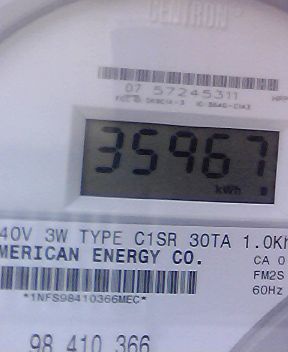 CENTRON
07 57245311
35967
kWh
40V 3W TYPE C1SR 30TA 1.0Kh
MERICAN ENERGY CO.
CA 0
FM2S
60Hz
*1NFS98410366MEC*
98 410 366